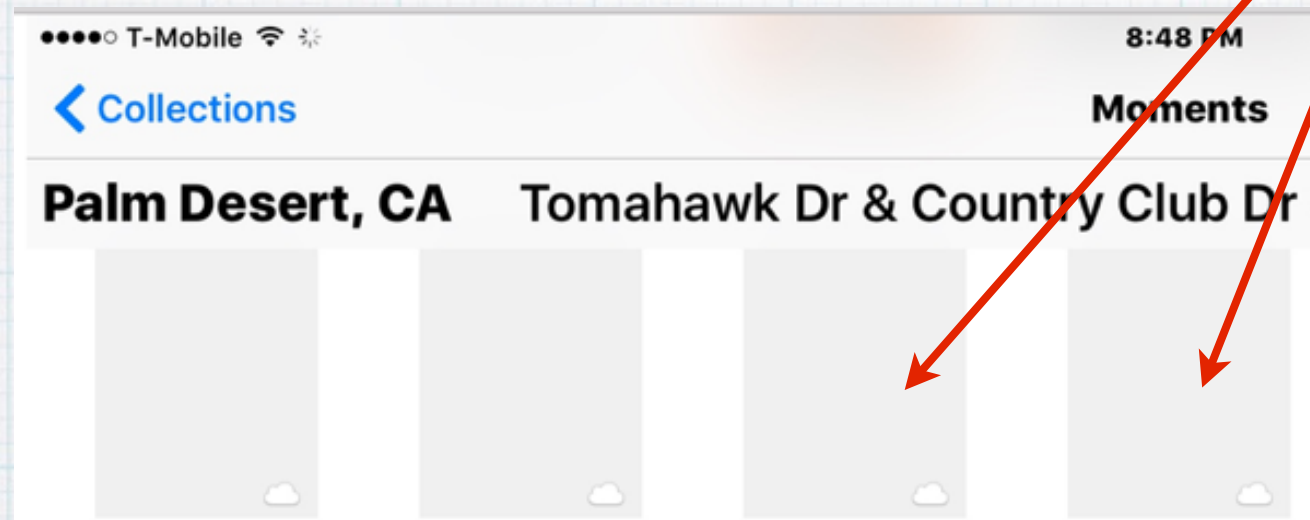 T-Mobile 8:48 PM
Collections Moments
Palm Desert, CA Tomahawk Dr & Country Club Dr